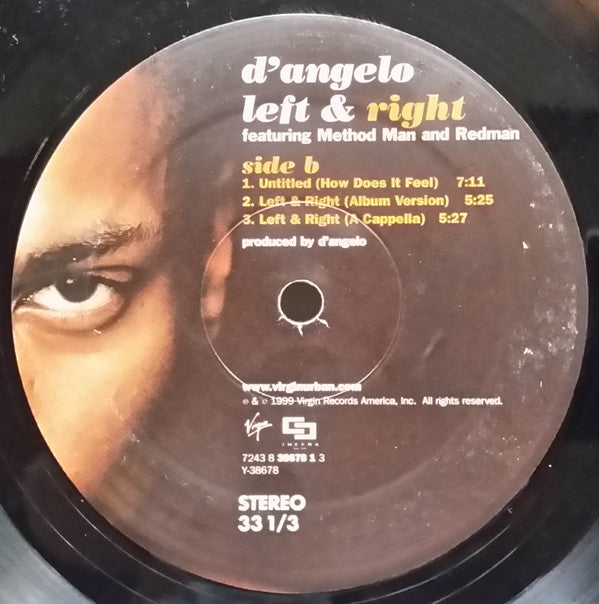 d'angelo
left & right
featuring Method Man and Redman
side b
1. Untitled (How Does It Feel) 7:11
2. Left & Right (Album Version) 5:25
3. Left & Right (A Cappella) 5:27
produced by d'angelo
www.virginurban.com
℗ & © 1999 Virgin Records America, Inc. All rights reserved.
Virgin
CHEEBA
7243 8 38678 1 3
Y-38678
STEREO
33 1/3